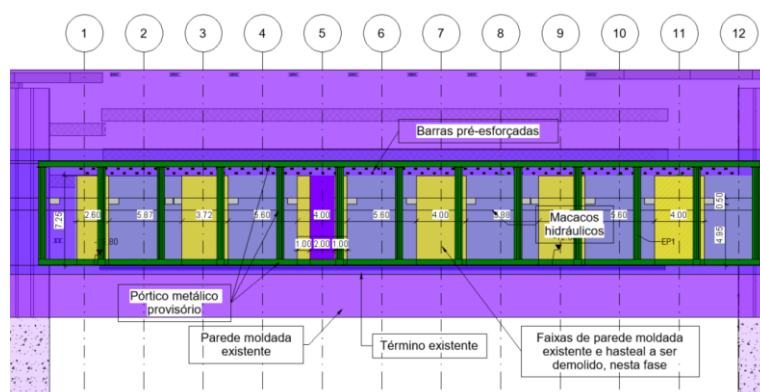 1 2 3 4 5 6 7 8 9 10 11 12
Barras pré-esforçadas
7.25
2.60 5.87 3.72 5.60 4.00 5.60 4.00 5.88 5.60 4.00
0.50
Macacos
hidráulicos
1.00 2.00 1.00
EP1
4.95
Pórtico metálico
provisório
Parede moldada
existente
Término existente
Faixas de parede moldada
existente e hasteal a ser
demolido, nesta fase